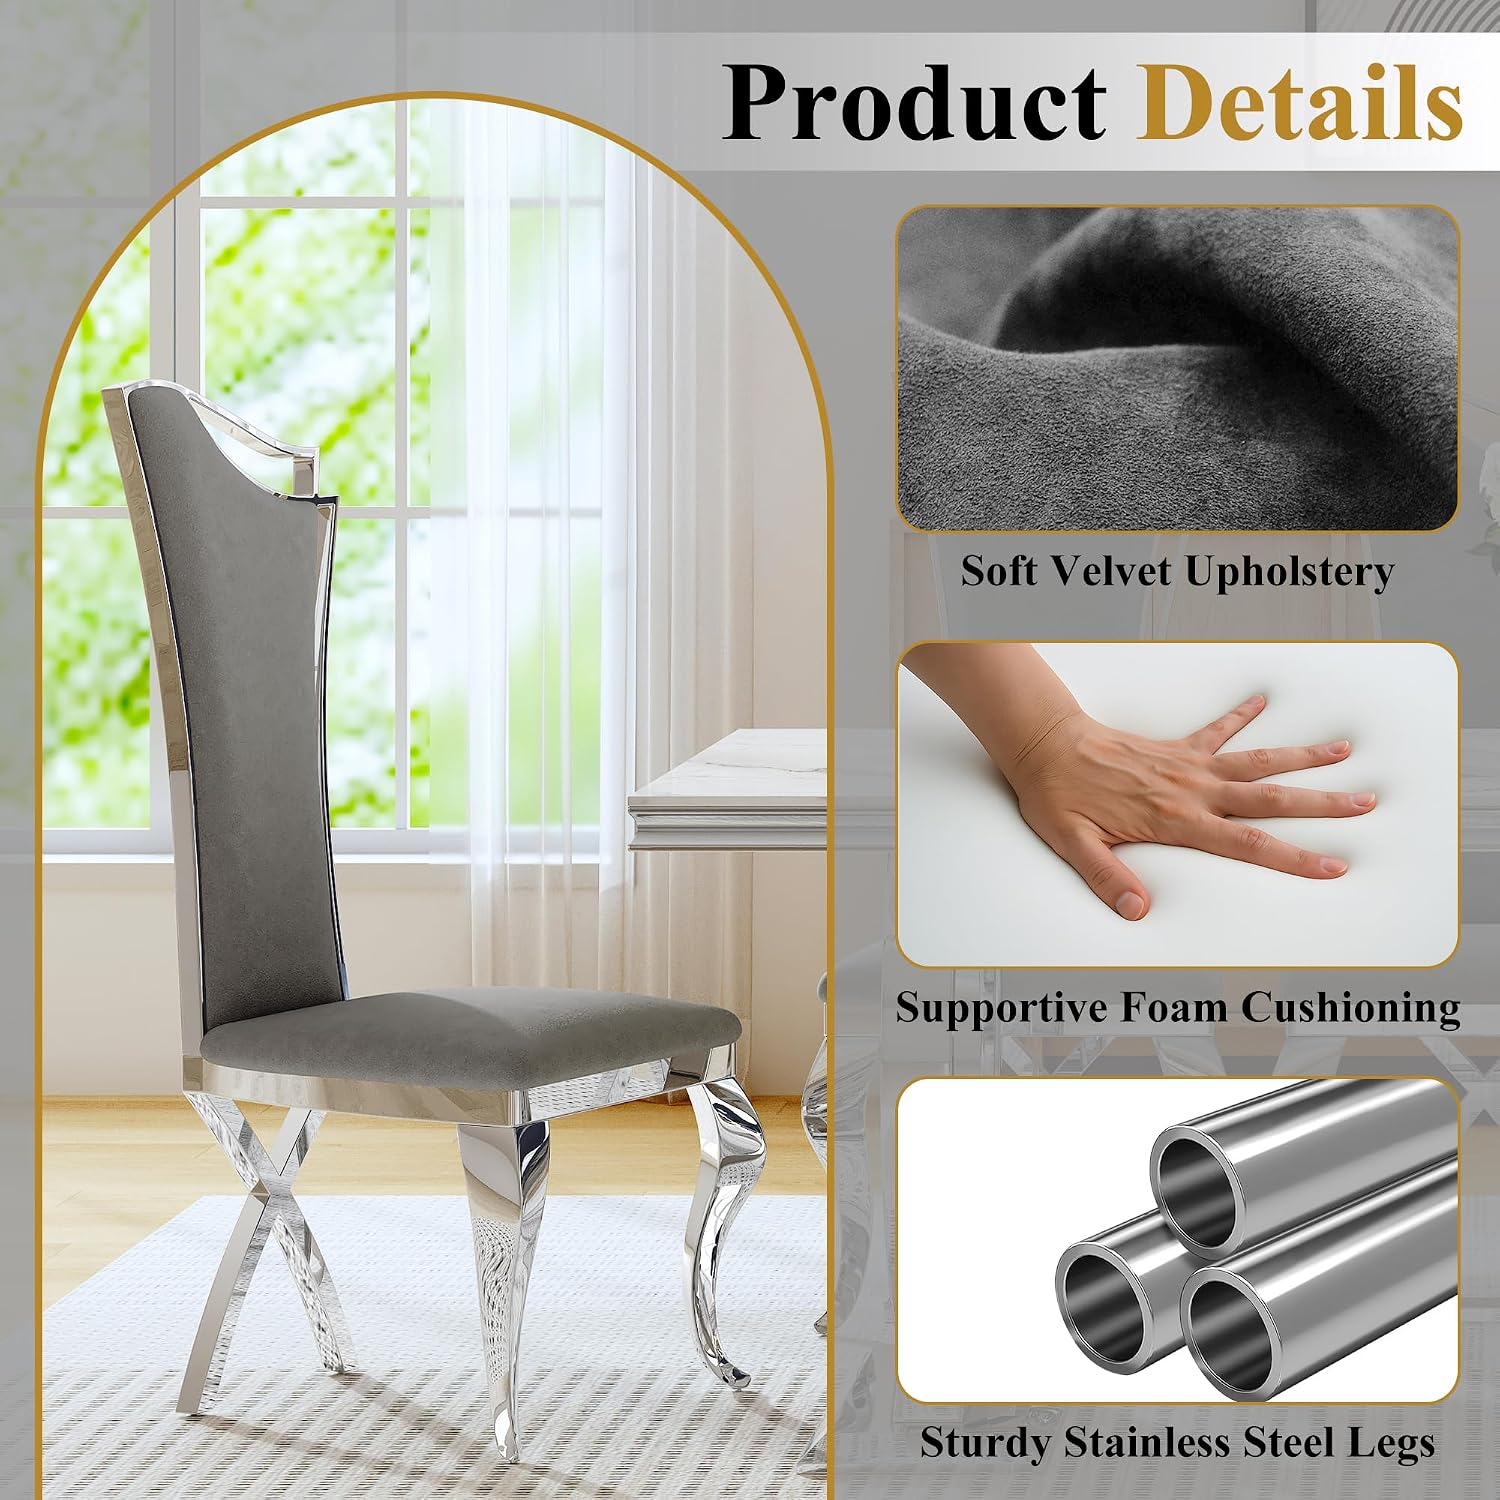 Product Details
Soft Velvet Upholstery
Supportive Foam Cushioning
Sturdy Stainless Steel Legs